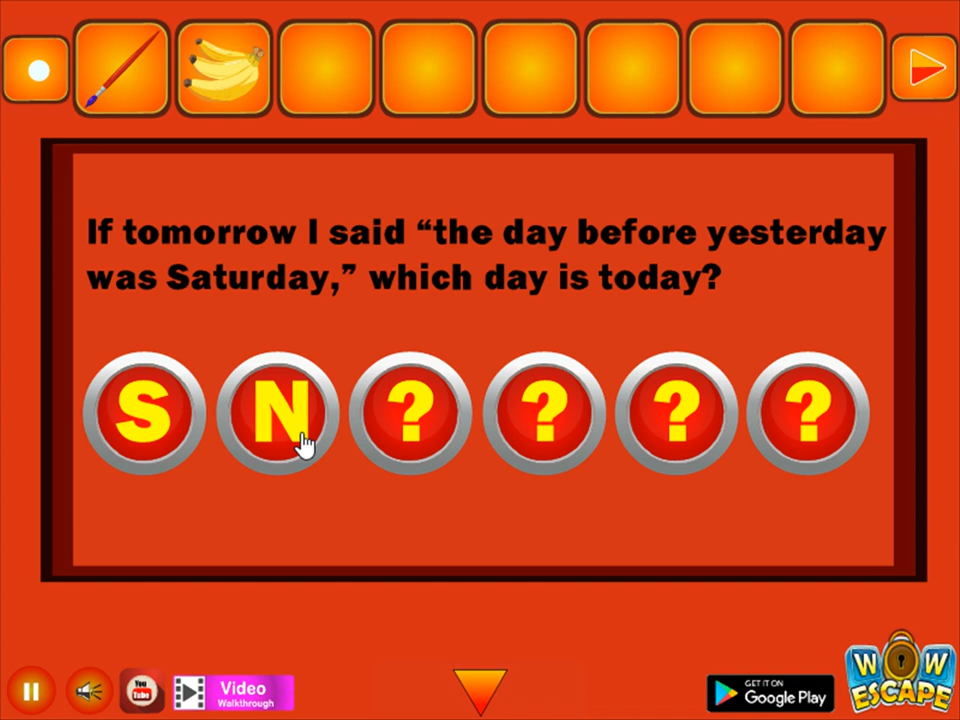 If tomorrow I said “the day before yesterday
was Saturday,” which day is today?
S N ? ? ? ?
You
Tube
Video
Walkthrough
GET IT ON
Google Play
WOW
ESCAPE